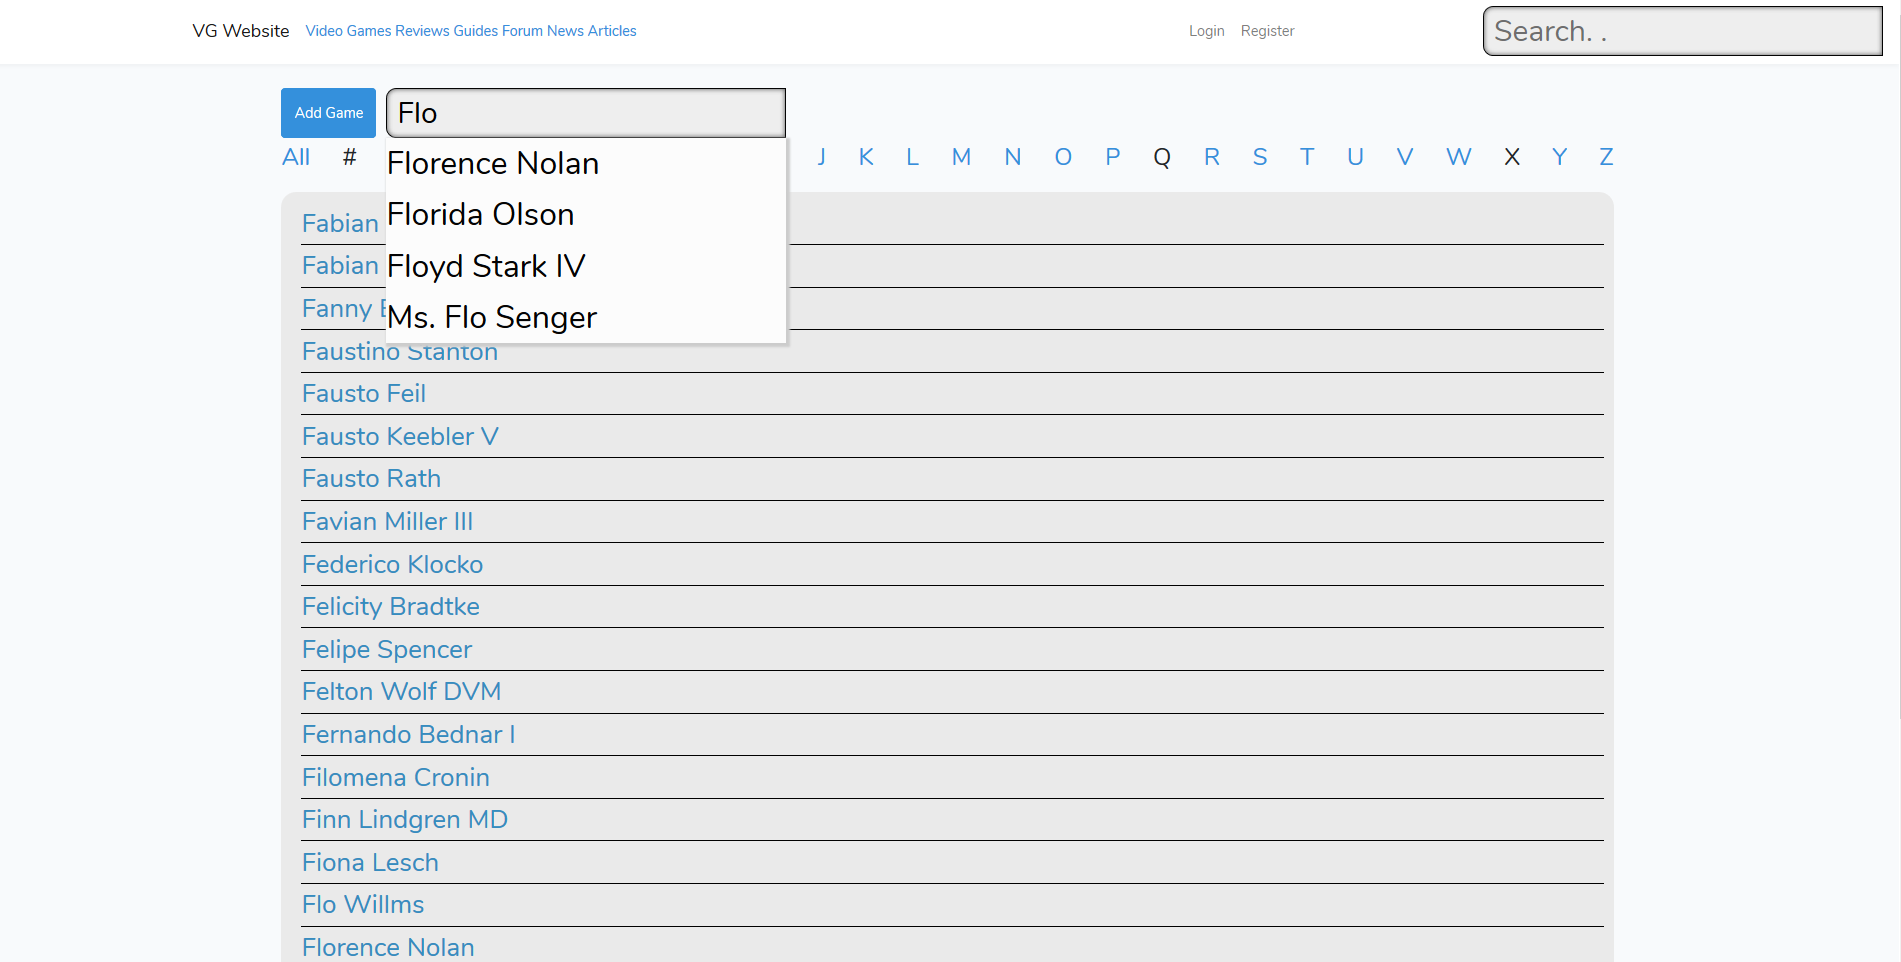 VG Website Video Games Reviews Guides Forum News Articles Login Register Search. .
Add Game Flo
All # J K L M N O P Q R S T U V W X Y Z
Florence Nolan
Florida Olson
Floyd Stark IV
Ms. Flo Senger
Fabian
Fabian
Fanny
Faustino Stanton
Fausto Feil
Fausto Keebler V
Fausto Rath
Favian Miller III
Federico Klocko
Felicity Bradtke
Felipe Spencer
Felton Wolf DVM
Fernando Bednar I
Filomena Cronin
Finn Lindgren MD
Fiona Lesch
Flo Willms
Florence Nolan